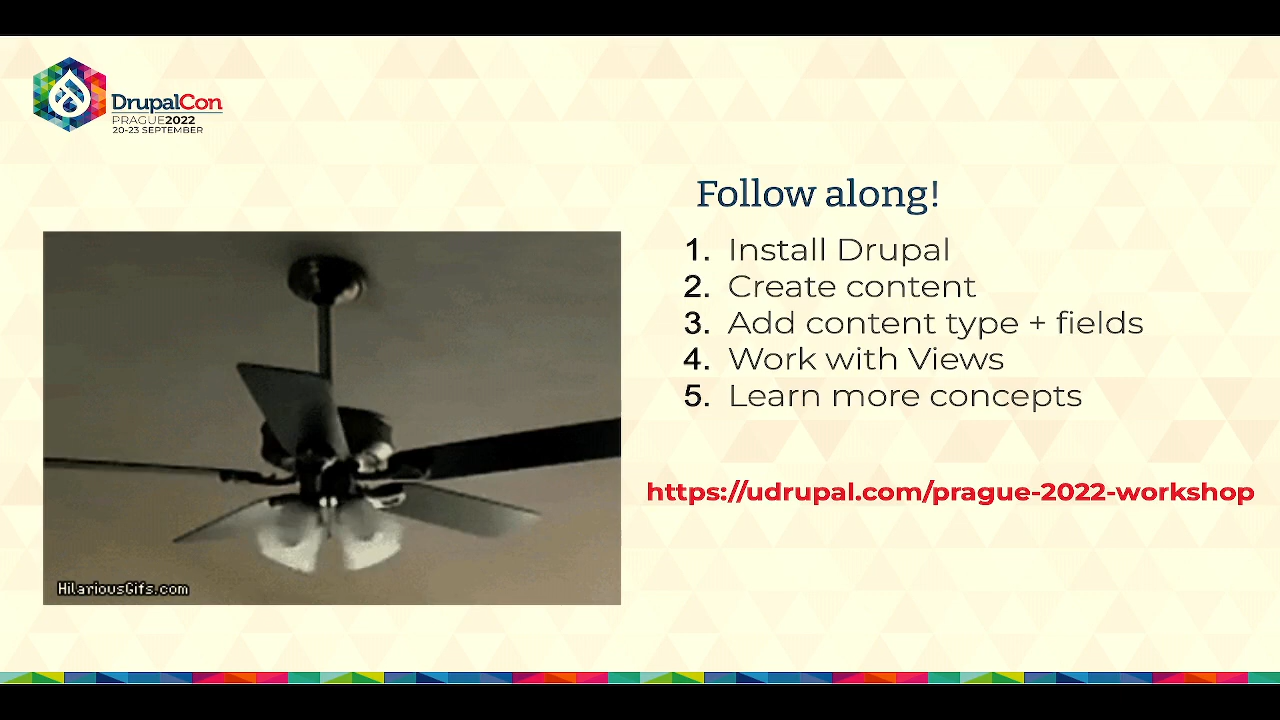 DrupalCon
PRAGUE2022
20-23 SEPTEMBER
Follow along!
1. Install Drupal
2. Create content
3. Add content type + fields
4. Work with Views
5. Learn more concepts
https://udrupal.com/prague-2022-workshop
HilariousGifs.com